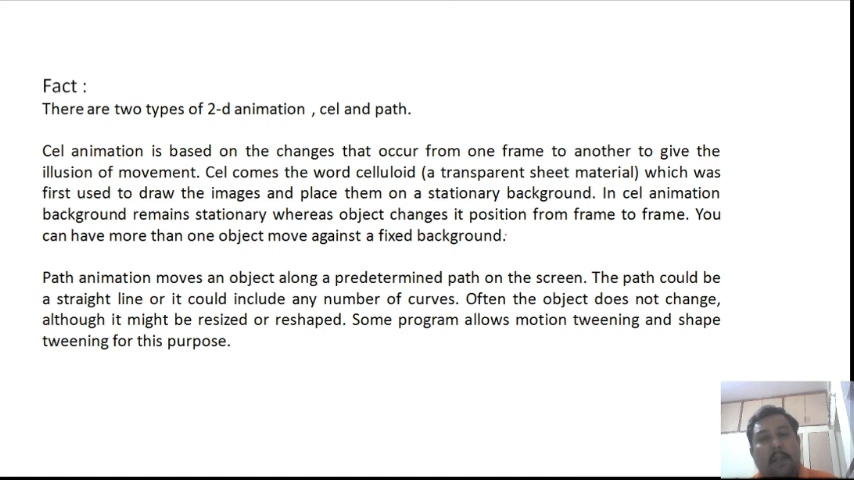 Fact :
There are two types of 2-d animation , cel and path.
Cel animation is based on the changes that occur from one frame to another to give the
illusion of movement. Cel comes the word celluloid (a transparent sheet material) which was
first used to draw the images and place them on a stationary background. In cel animation
background remains stationary whereas object changes it position from frame to frame. You
can have more than one object move against a fixed background.
Path animation moves an object along a predetermined path on the screen. The path could be
a straight line or it could include any number of curves. Often the object does not change,
although it might be resized or reshaped. Some program allows motion tweening and shape
tweening for this purpose.